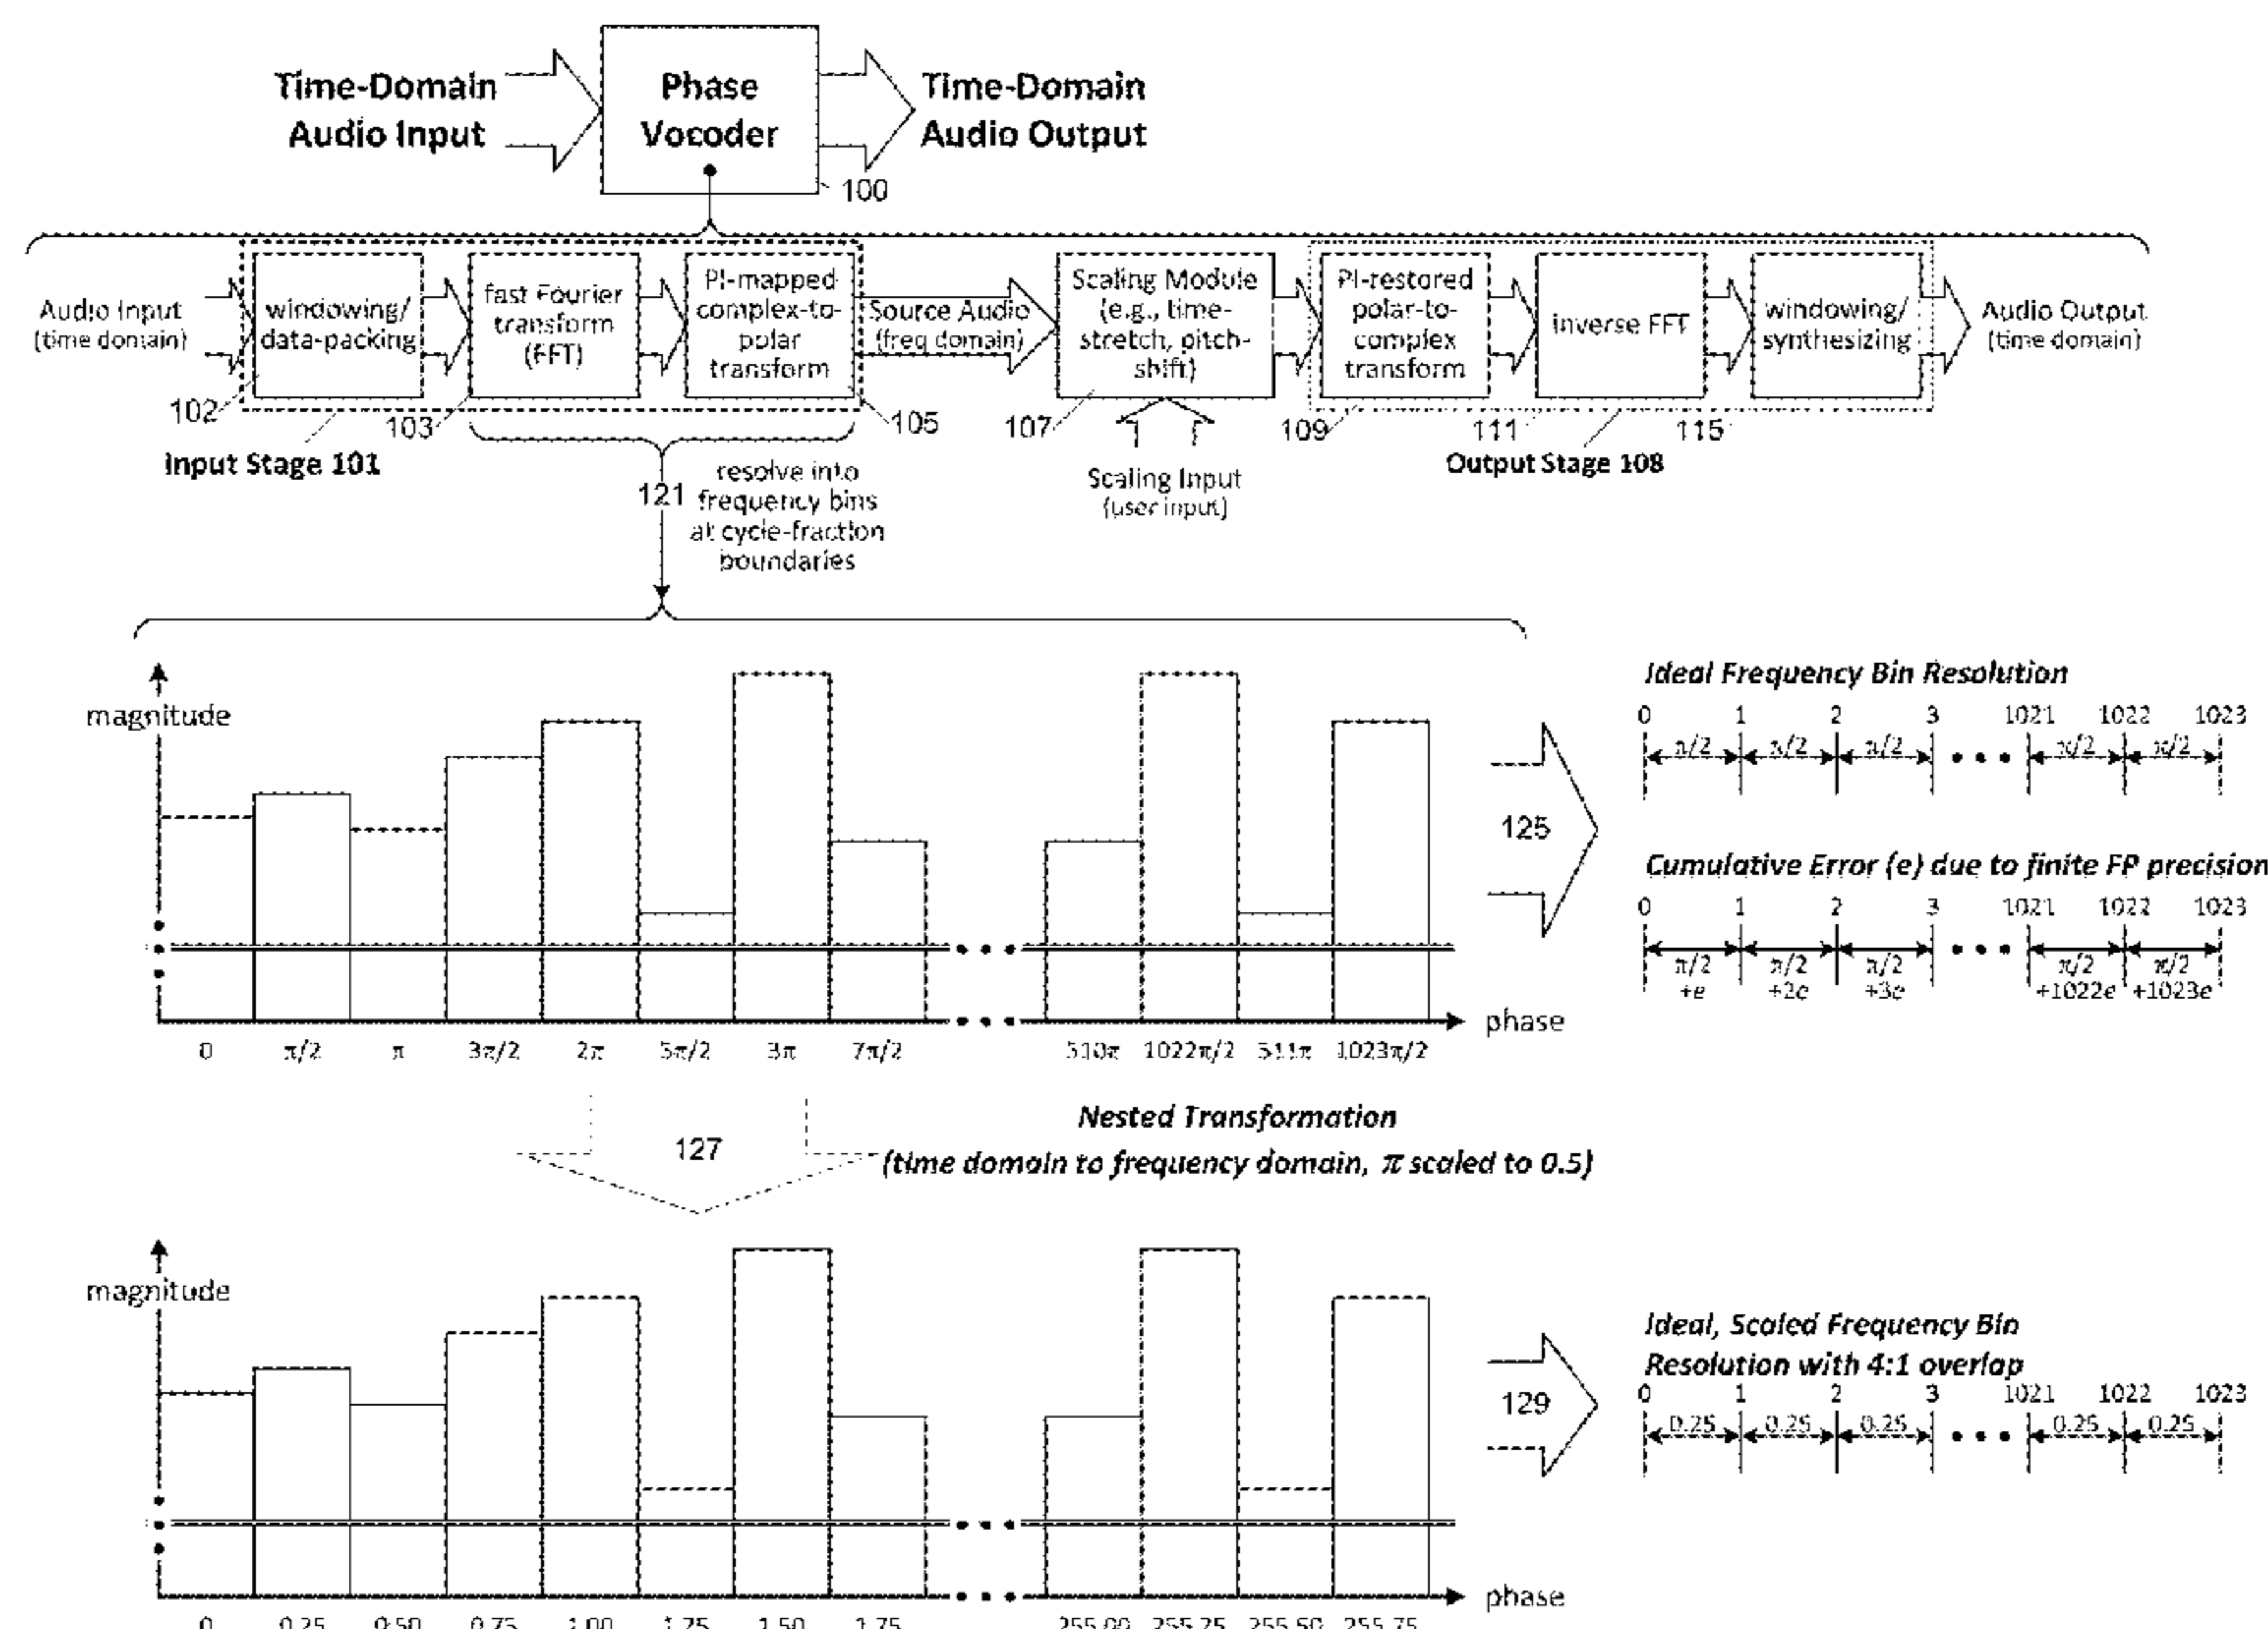 Time-Domain
Audio Input
Phase
Vocoder
Time-Domain
Audio Output
100
Audio Input
(time domain)
windowing/
data-packing
fast Fourier
transform
(FFT)
PI-mapped
complex-to-
polar
transform
Source Audio
(freq domain)
Scaling Module
(e.g., time-
stretch, pitch-
shift)
PI-restored
polar-to-
complex
transform
inverse FFT
windowing/
synthesizing
Audio Output
(time domain)
102
103
105
107
109
111
115
Input Stage 101
Output Stage 108
121
resolve into
frequency bins
at cycle-fraction
boundaries
Scaling Input
(user input)
magnitude
0 π/2 π 3π/2 2π 5π/2 3π 7π/2 510π 1022π/2 511π 1023π/2
phase
125
Ideal Frequency Bin Resolution
0 1 2 3 1021 1022 1023
π/2 π/2 π/2 π/2 π/2
Cumulative Error (e) due to finite FP precision
0 1 2 3 1021 1022 1023
π/2 π/2 π/2 π/2 π/2
+e +2e +3e +1022e +1023e
127
Nested Transformation
(time domain to frequency domain, π scaled to 0.5)
magnitude
0 0.25 0.50 0.75 1.00 1.25 1.50 1.75 255.00 255.25 255.50 255.75
phase
129
Ideal, Scaled Frequency Bin
Resolution with 4:1 overlap
0 1 2 3 1021 1022 1023
0.25 0.25 0.25 0.25 0.25